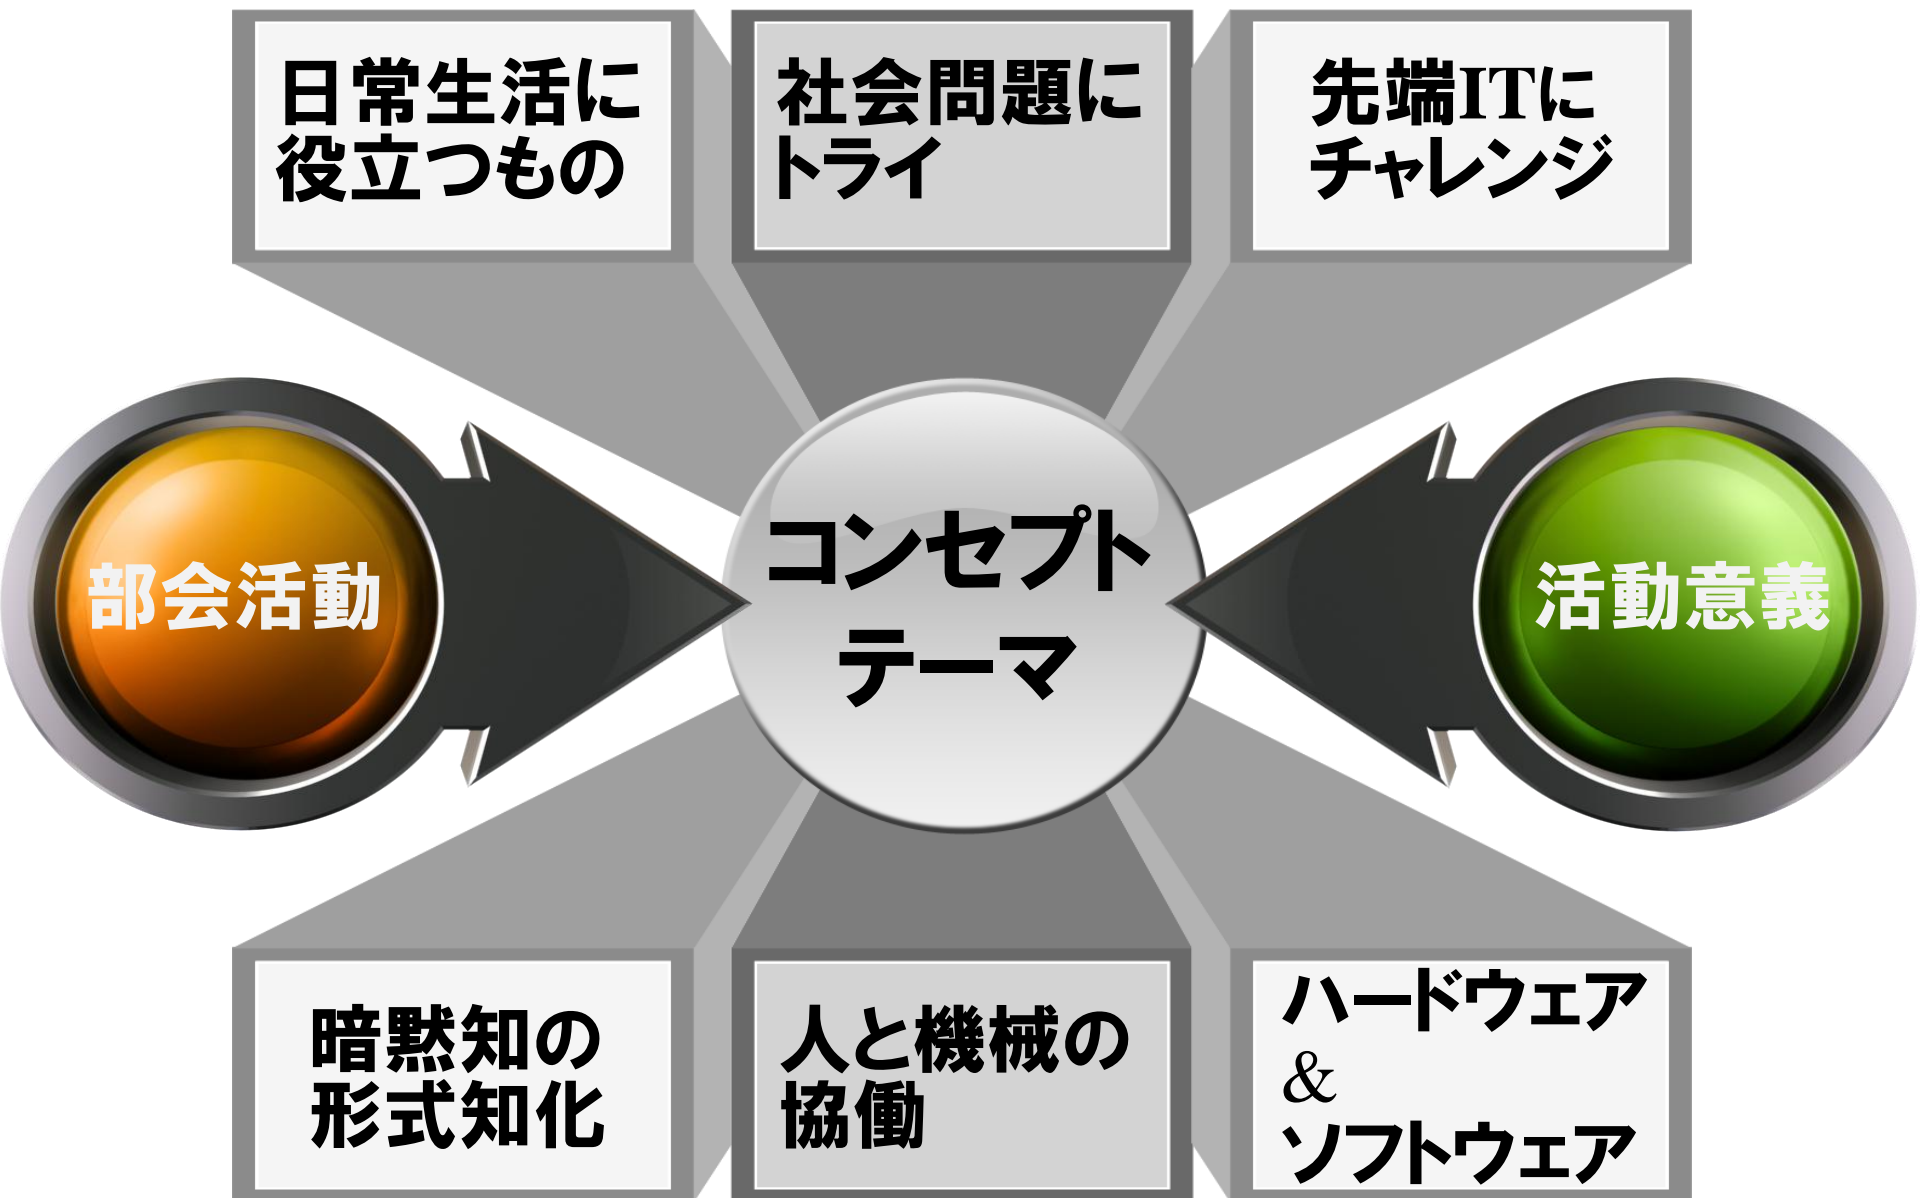 日常生活に
役立つもの
社会問題に
トライ
先端ITに
チャレンジ
部会活動
コンセプト
テーマ
活動意義
暗黙知の
形式知化
人と機械の
協働
ハードウェア
&
ソフトウェア